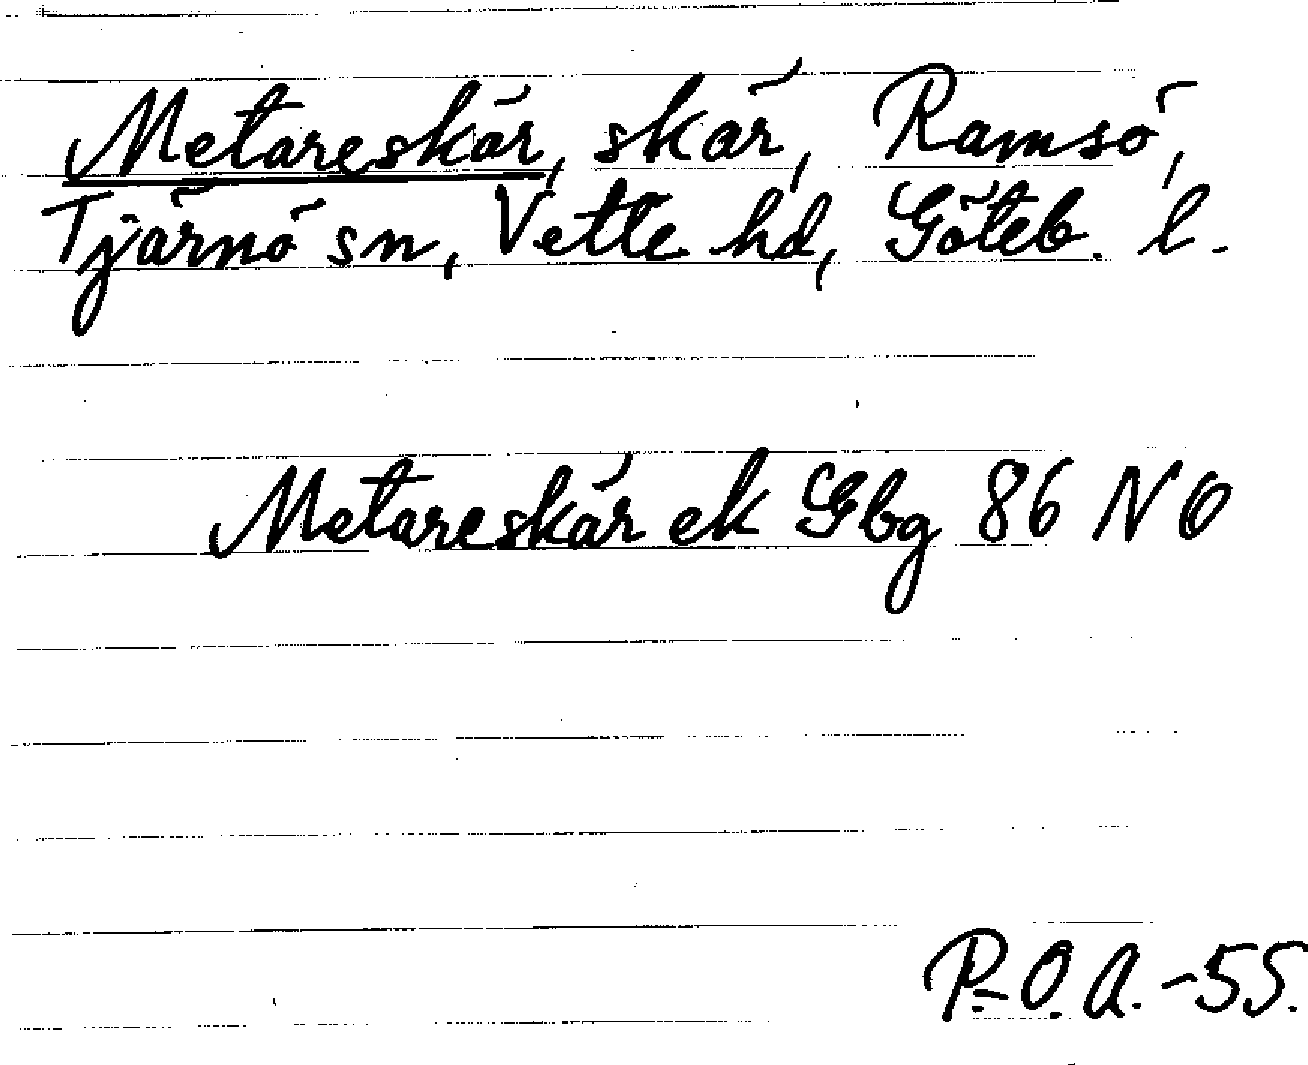 Metareskär, skär, Ramsö,
Tjärnö sn, Vette hd, Göteb. l.
Metareskär ek Gbg 86 NO
P.-O.A.-55.